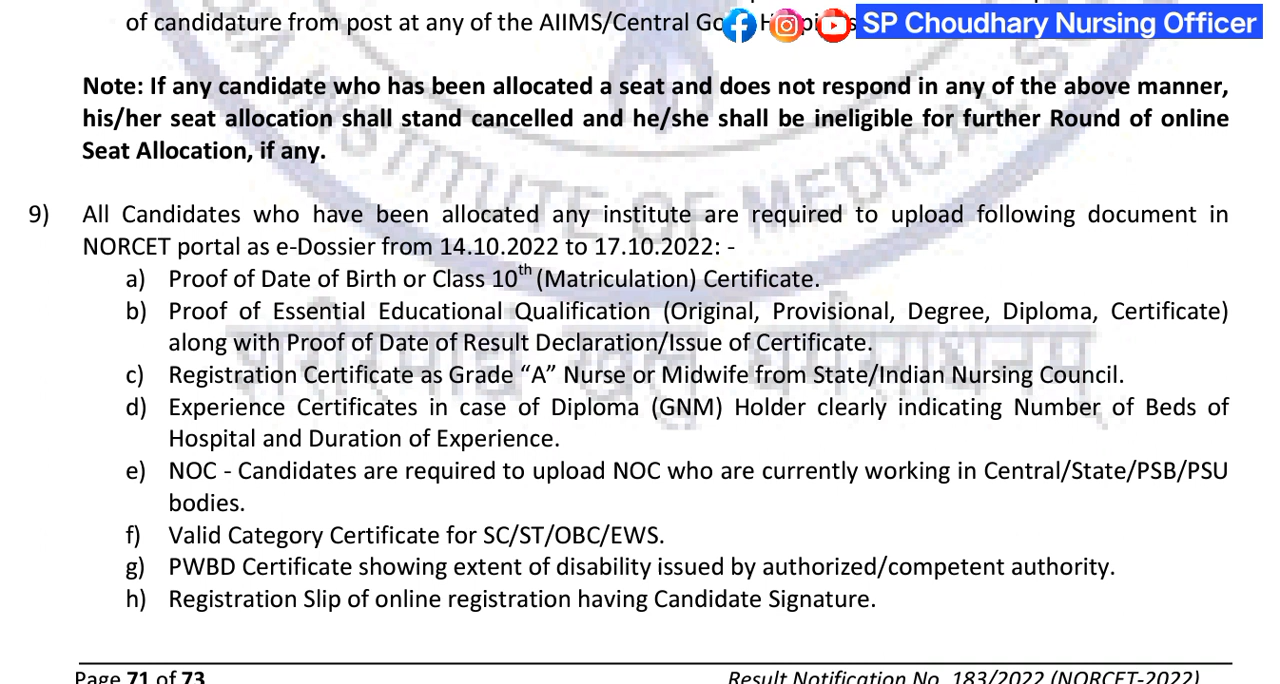 of candidature from post at any of the AIIMS/Central
SP Choudhary Nursing Officer
Note: If any candidate who has been allocated a seat and does not respond in any of the above manner,
his/her seat allocation shall stand cancelled and he/she shall be ineligible for further Round of online
Seat Allocation, if any.
9) All Candidates who have been allocated any institute are required to upload following document in
NORCET portal as e-Dossier from 14.10.2022 to 17.10.2022: -
a) Proof of Date of Birth or Class 10th (Matriculation) Certificate.
b) Proof of Essential Educational Qualification (Original, Provisional, Degree, Diploma, Certificate)
along with Proof of Date of Result Declaration/Issue of Certificate.
c) Registration Certificate as Grade “A” Nurse or Midwife from State/Indian Nursing Council.
d) Experience Certificates in case of Diploma (GNM) Holder clearly indicating Number of Beds of
Hospital and Duration of Experience.
e) NOC - Candidates are required to upload NOC who are currently working in Central/State/PSB/PSU
bodies.
f) Valid Category Certificate for SC/ST/OBC/EWS.
g) PWBD Certificate showing extent of disability issued by authorized/competent authority.
h) Registration Slip of online registration having Candidate Signature.
Page 71 of 73
Result Notification No. 183/2022 (NORCET-2022)
INSTITUTE OF MEDICAL
शरीरमाद्यं खलु धर्मसाधनम्